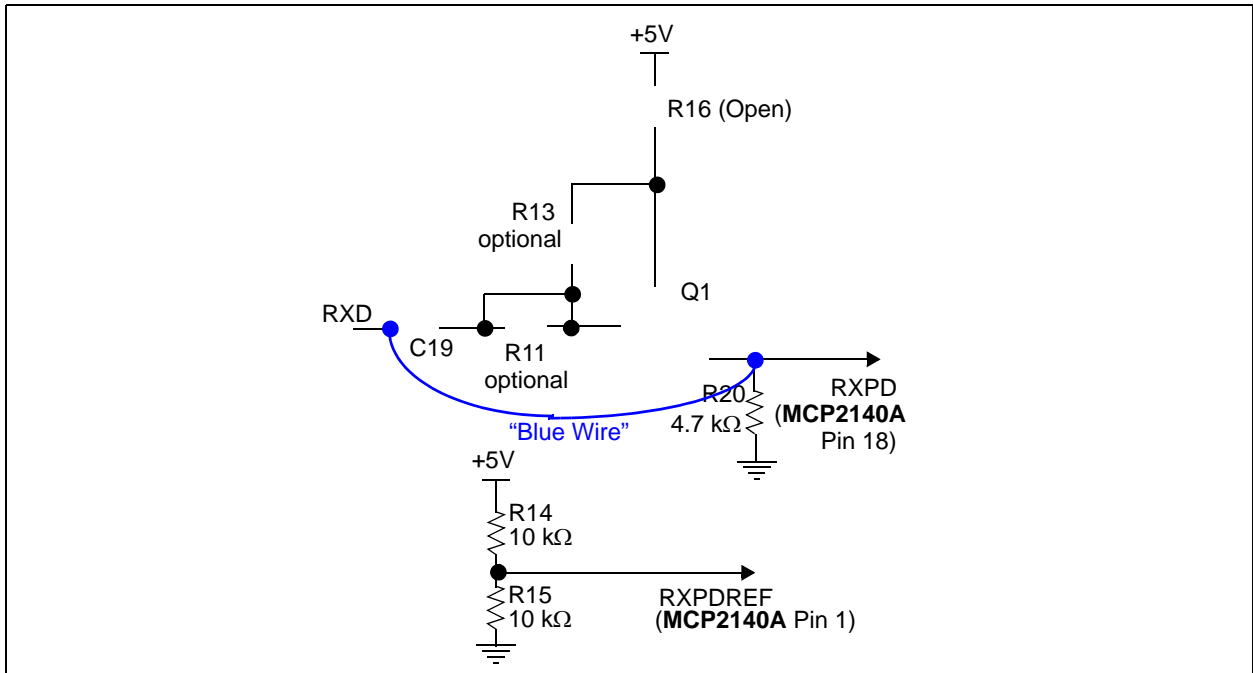 +5V
R16 (Open)
R13
optional
Q1
RXD
C19
R11
optional
R20
4.7 kΩ
RXPD
(MCP2140A
Pin 18)
“Blue Wire”
+5V
R14
10 kΩ
R15
10 kΩ
RXPDREF
(MCP2140A Pin 1)